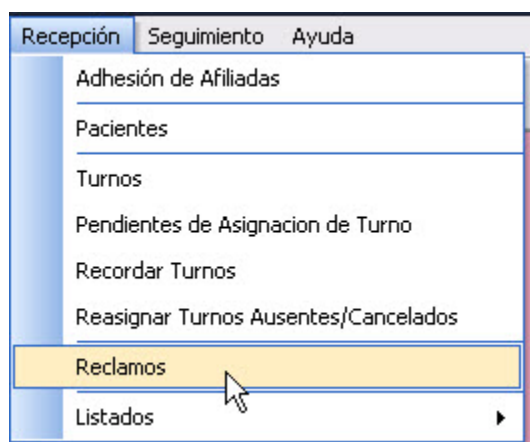 Recepción Seguimiento Ayuda
Adhesión de Afiliadas
Pacientes
Turnos
Pendientes de Asignacion de Turno
Recordar Turnos
Reasignar Turnos Ausentes/Cancelados
Reclamos
Listados